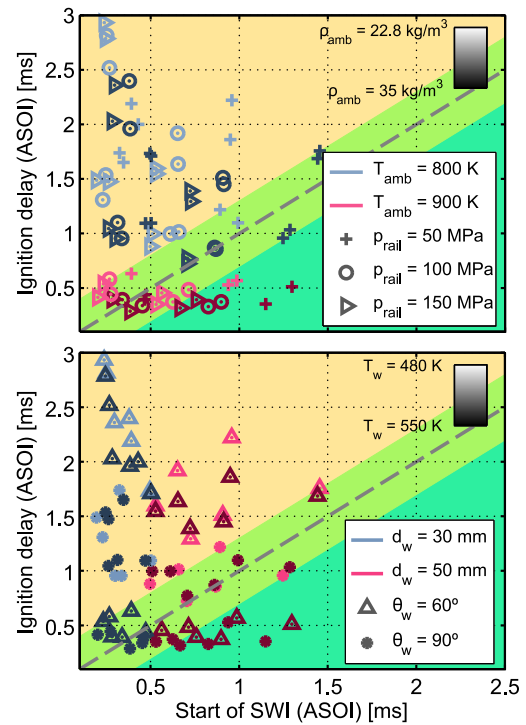 ρamb = 22.8 kg/m³
ρamb = 35 kg/m³
Tamb = 800 K
Tamb = 900 K
prail = 50 MPa
prail = 100 MPa
prail = 150 MPa
Ignition delay (ASOI) [ms]
3
2.5
2
1.5
1
0.5
Tw = 480 K
Tw = 550 K
dw = 30 mm
dw = 50 mm
θw = 60º
θw = 90º
Ignition delay (ASOI) [ms]
3
2.5
2
1.5
1
0.5
0.5 1 1.5 2 2.5
Start of SWI (ASOI) [ms]